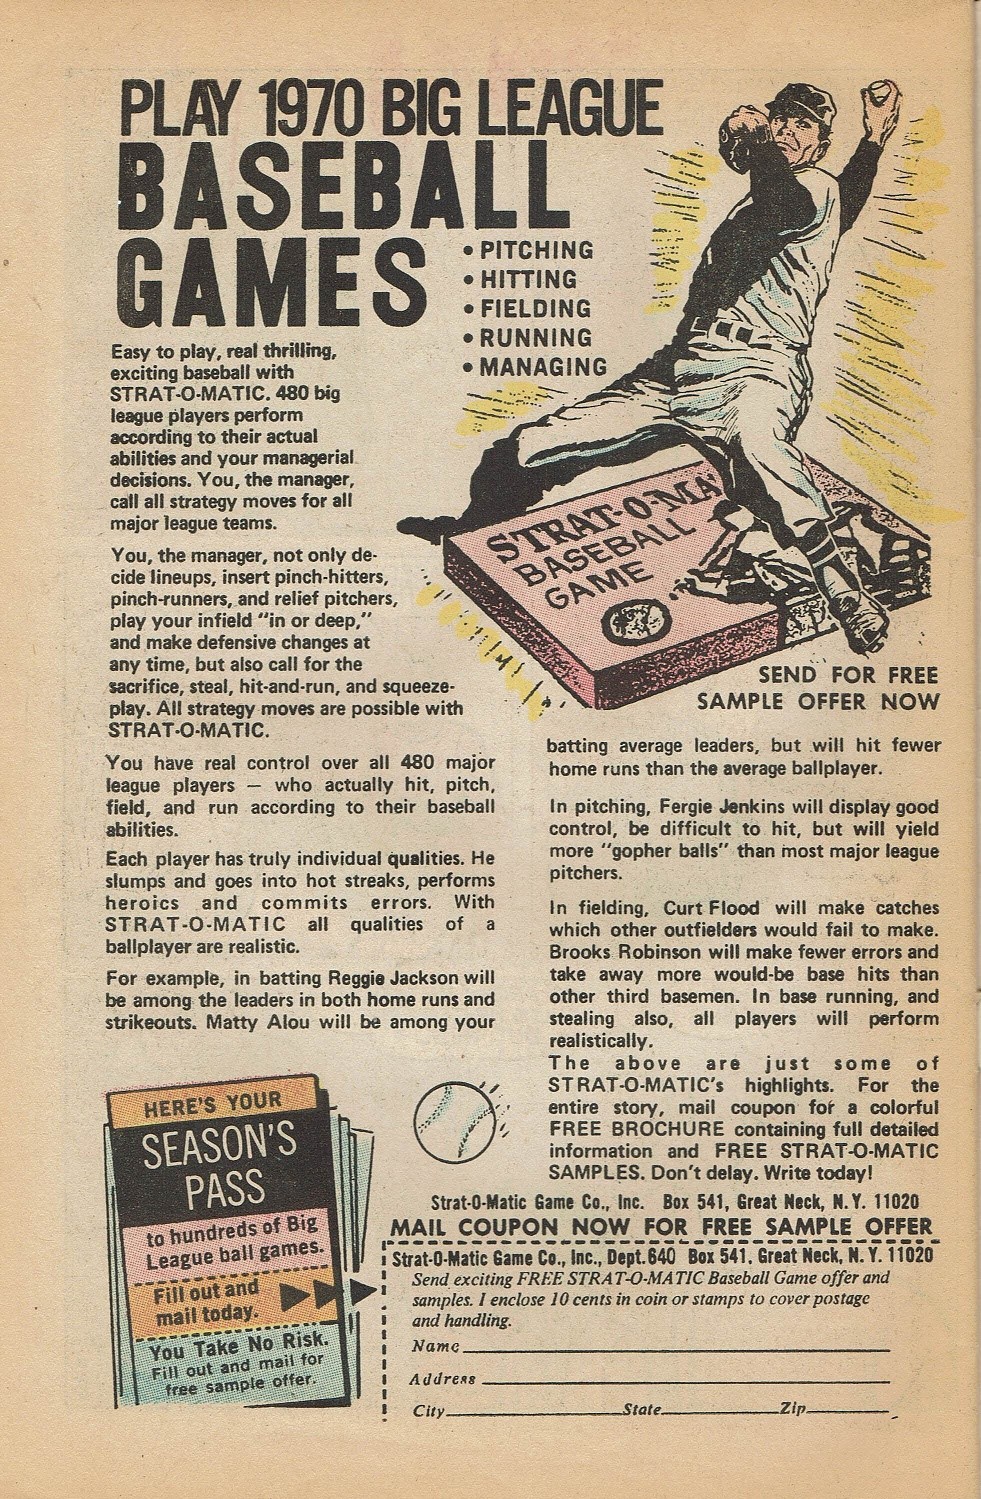 PLAY 1970 BIG LEAGUE
BASEBALL
GAMES
• PITCHING
• HITTING
• FIELDING
• RUNNING
• MANAGING
Easy to play, real thrilling,
exciting baseball with
STRAT-O-MATIC. 480 big
league players perform
according to their actual
abilities and your managerial
decisions. You, the manager,
call all strategy moves for all
major league teams.
You, the manager, not only de-
cide lineups, insert pinch-hitters,
pinch-runners, and relief pitchers,
play your infield "in or deep,"
and make defensive changes at
any time, but also call for the
sacrifice, steal, hit-and-run, and squeeze-
play. All strategy moves are possible with
STRAT-O-MATIC.
You have real control over all 480 major
league players — who actually hit, pitch,
field, and run according to their baseball
abilities.
Each player has truly individual qualities. He
slumps and goes into hot streaks, performs
heroics and commits errors. With
STRAT-O-MATIC all qualities of a
ballplayer are realistic.
For example, in batting Reggie Jackson will
be among the leaders in both home runs and
strikeouts. Matty Alou will be among your
STRAT-O-MA
BASEBALL
GAME
SEND FOR FREE
SAMPLE OFFER NOW
batting average leaders, but will hit fewer
home runs than the average ballplayer.
In pitching, Fergie Jenkins will display good
control, be difficult to hit, but will yield
more "gopher balls" than most major league
pitchers.
In fielding, Curt Flood will make catches
which other outfielders would fail to make.
Brooks Robinson will make fewer errors and
take away more would-be base hits than
other third basemen. In base running, and
stealing also, all players will perform
realistically.
The above are just some of
STRAT-O-MATIC's highlights. For the
entire story, mail coupon for a colorful
FREE BROCHURE containing full detailed
information and FREE STRAT-O-MATIC
SAMPLES. Don't delay. Write today!
HERE'S YOUR
SEASON'S
PASS
to hundreds of Big
League ball games.
Fill out and
mail today.
You Take No Risk.
Fill out and mail for
free sample offer.
Strat-O-Matic Game Co., Inc. Box 541, Great Neck, N.Y. 11020
MAIL COUPON NOW FOR FREE SAMPLE OFFER
Strat-O-Matic Game Co., Inc., Dept. 640 Box 541. Great Neck, N. Y. 11020
Send exciting FREE STRAT-O-MATIC Baseball Game offer and
samples. I enclose 10 cents in coin or stamps to cover postage
and handling.
Name
Address
City State Zip